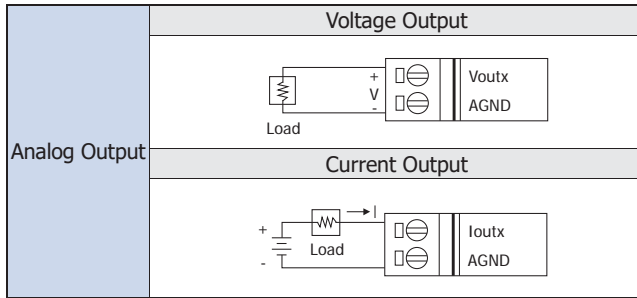 Analog Output
Voltage Output
+
V
-
Load
Voutx
AGND
Current Output
+
-
Load
I
Ioutx
AGND